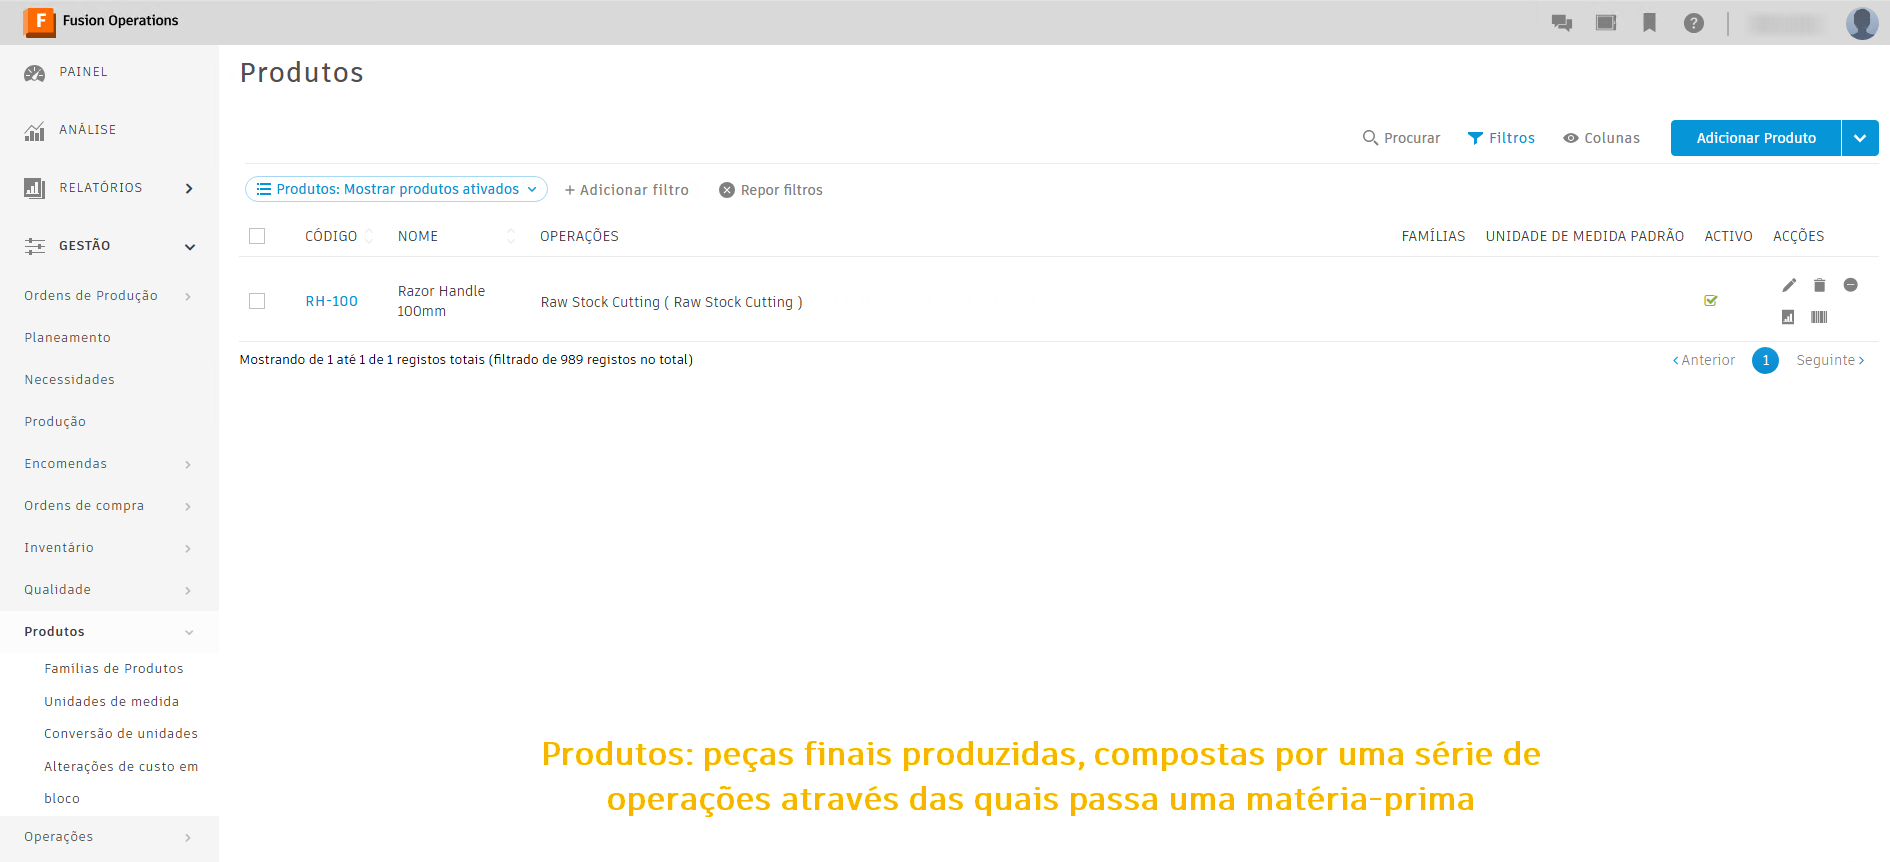 F Fusion Operations
PAINEL
ANÁLISE
RELATÓRIOS
GESTÃO
Ordens de Produção
Planeamento
Necessidades
Produção
Encomendas
Ordens de compra
Inventário
Qualidade
Produtos
Famílias de Produtos
Unidades de medida
Conversão de unidades
Alterações de custo em
bloco
Operações
Produtos
Procurar Filtros Colunas Adicionar Produto
Produtos: Mostrar produtos ativados + Adicionar filtro Repor filtros
CÓDIGO NOME OPERAÇÕES FAMÍLIAS UNIDADE DE MEDIDA PADRÃO ACTIVO ACÇÕES
RH-100 Razor Handle
100mm
Raw Stock Cutting ( Raw Stock Cutting )
Mostrando de 1 até 1 de 1 registos totais (filtrado de 989 registos no total)
Anterior 1 Seguinte
Produtos: peças finais produzidas, compostas por uma série de
operações através das quais passa uma matéria-prima